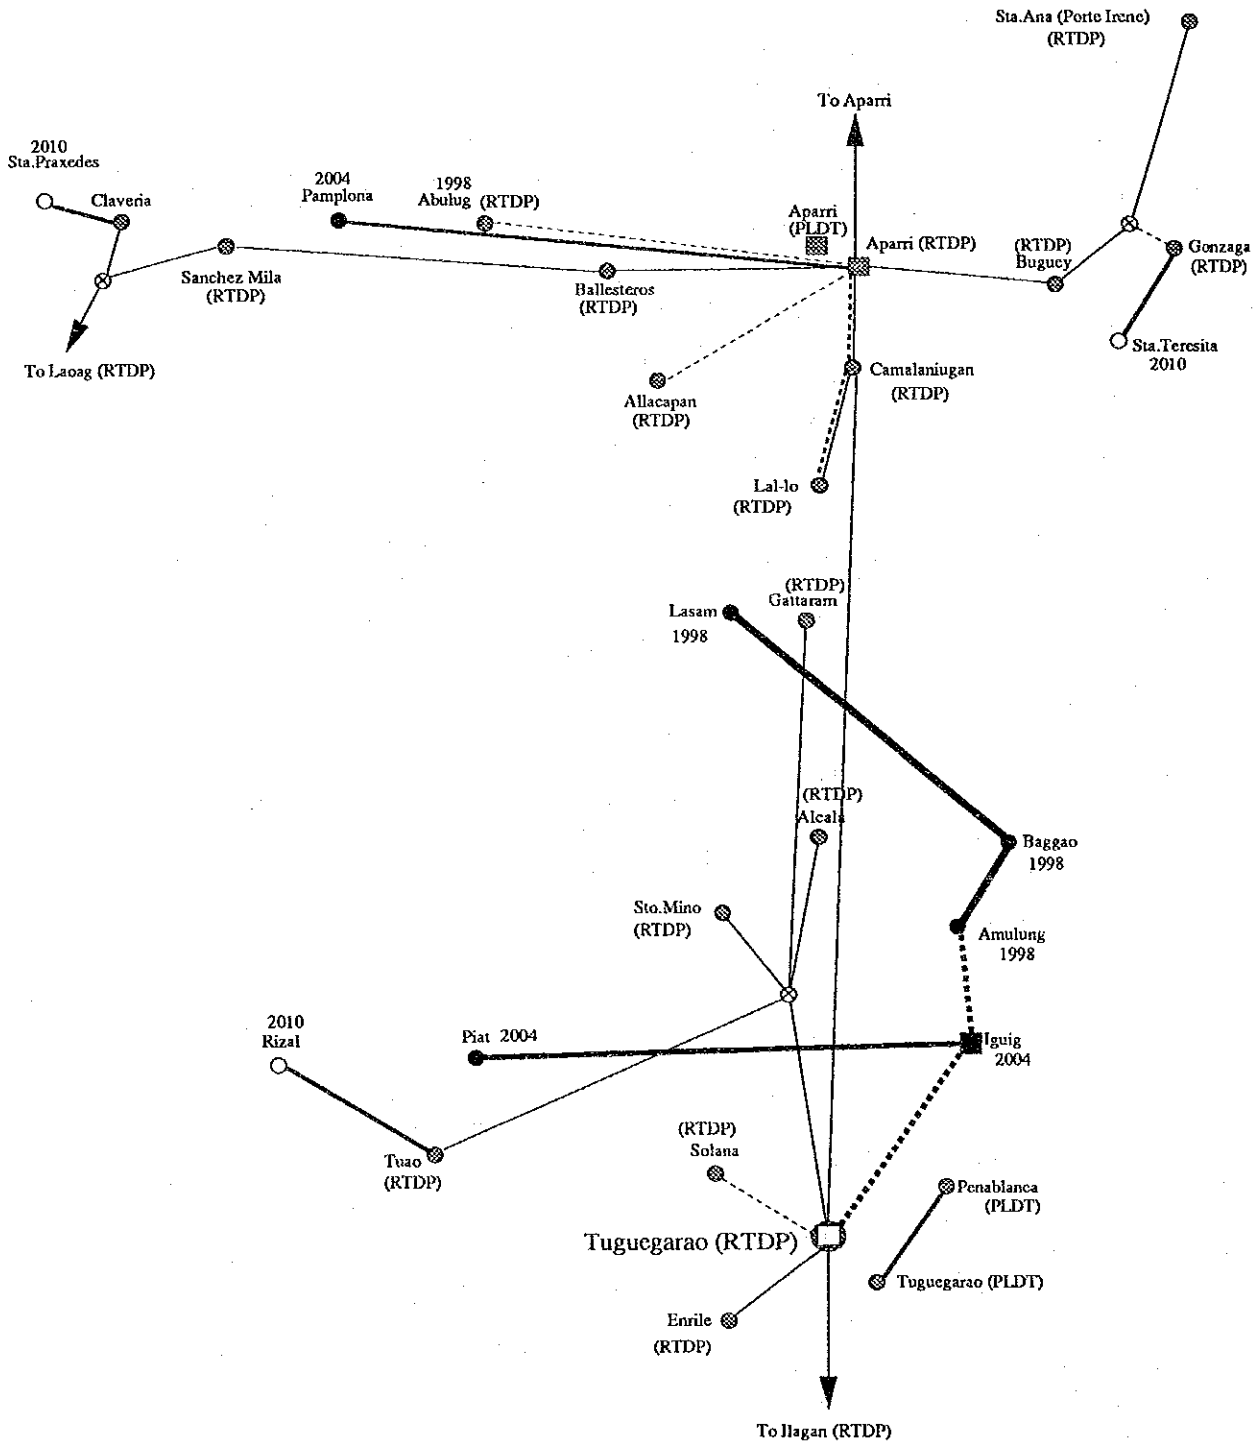 Sta.Ana (Porte Irene)
(RTDP)
To Aparri
2010
Sta.Praxedes
Claveria
2004
Pamplona
1998
Abulug (RTDP)
Aparri
(PLDT)
Aparri (RTDP)
(RTDP)
Buguey
Gonzaga
(RTDP)
Sanchez Mila
(RTDP)
Ballesteros
(RTDP)
To Laoag (RTDP)
Sta.Teresita
2010
Camalaniugan
(RTDP)
Allacapan
(RTDP)
Lal-lo
(RTDP)
(RTDP)
Gattaram
Lasam
1998
(RTDP)
Alcala
Baggao
1998
Sto.Mino
(RTDP)
Amulung
1998
2010
Rizal
Piat 2004
Iguig
2004
(RTDP)
Solana
Tuao
(RTDP)
Penablanca
(PLDT)
Tuguegarao (RTDP)
Tuguegarao (PLDT)
Enrile
(RTDP)
To Ilagan (RTDP)